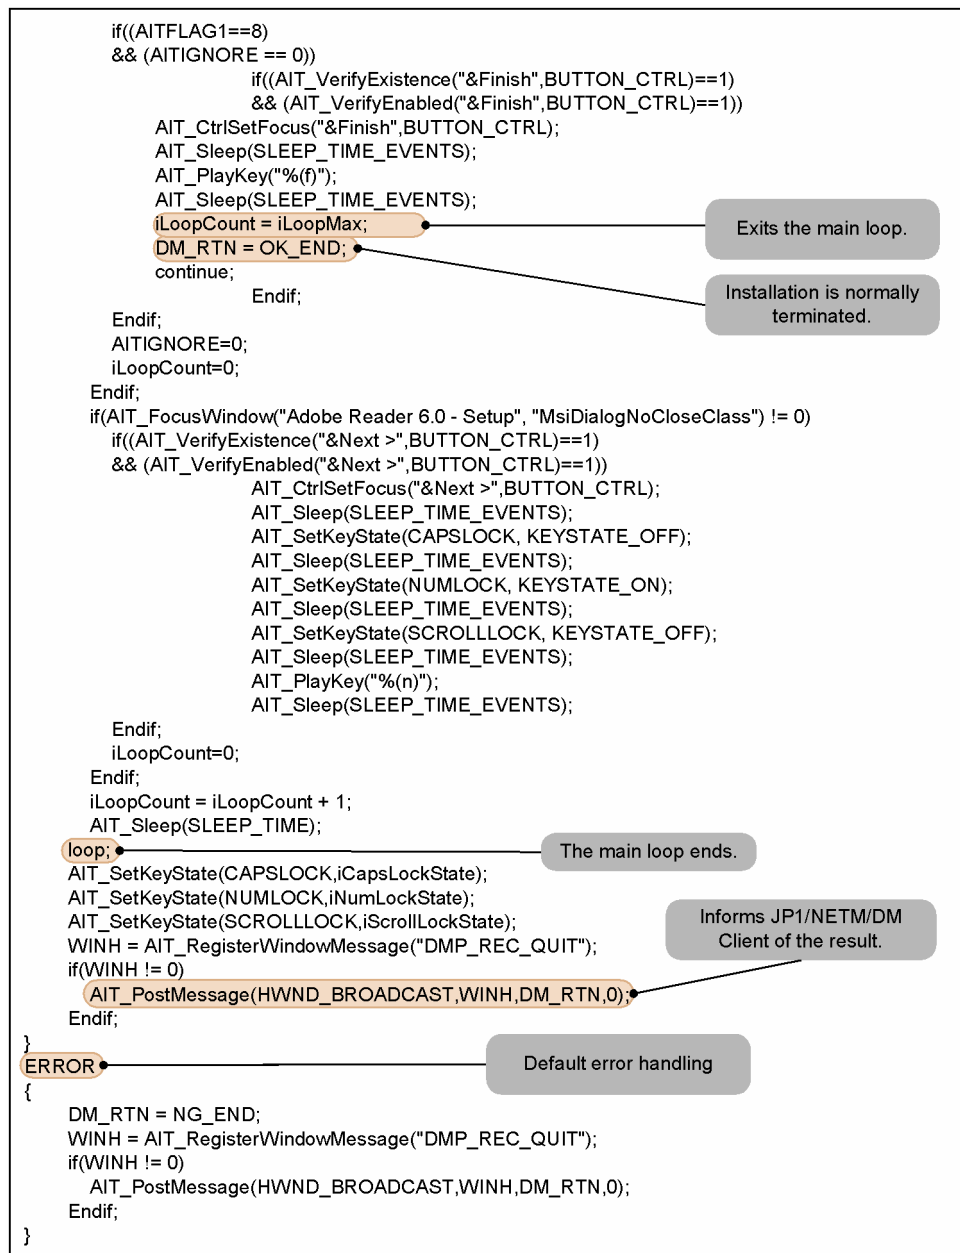 if((AITFLAG1==8)
&& (AITIGNORE == 0))
if((AIT_VerifyExistence("&Finish",BUTTON_CTRL)==1)
&& (AIT_VerifyEnabled("&Finish",BUTTON_CTRL)==1))
AIT_CtrlSetFocus("&Finish",BUTTON_CTRL);
AIT_Sleep(SLEEP_TIME_EVENTS);
AIT_PlayKey("%(f)");
AIT_Sleep(SLEEP_TIME_EVENTS);
iLoopCount = iLoopMax;
Exits the main loop.
DM_RTN = OK_END;
continue;
Installation is normally
terminated.
Endif;
Endif;
AITIGNORE=0;
iLoopCount=0;
Endif;
if(AIT_FocusWindow("Adobe Reader 6.0 - Setup", "MsiDialogNoCloseClass") != 0)
if((AIT_VerifyExistence("&Next >",BUTTON_CTRL)==1)
&& (AIT_VerifyEnabled("&Next >",BUTTON_CTRL)==1))
AIT_CtrlSetFocus("&Next >",BUTTON_CTRL);
AIT_Sleep(SLEEP_TIME_EVENTS);
AIT_SetKeyState(CAPSLOCK, KEYSTATE_OFF);
AIT_Sleep(SLEEP_TIME_EVENTS);
AIT_SetKeyState(NUMLOCK, KEYSTATE_ON);
AIT_Sleep(SLEEP_TIME_EVENTS);
AIT_SetKeyState(SCROLLLOCK, KEYSTATE_OFF);
AIT_Sleep(SLEEP_TIME_EVENTS);
AIT_PlayKey("%(n)");
AIT_Sleep(SLEEP_TIME_EVENTS);
Endif;
iLoopCount=0;
Endif;
iLoopCount = iLoopCount + 1;
AIT_Sleep(SLEEP_TIME);
loop;
The main loop ends.
AIT_SetKeyState(CAPSLOCK,iCapsLockState);
AIT_SetKeyState(NUMLOCK,iNumLockState);
AIT_SetKeyState(SCROLLLOCK,iScrollLockState);
Informs JP1/NETM/DM
Client of the result.
WINH = AIT_RegisterWindowMessage("DMP_REC_QUIT");
if(WINH != 0)
AIT_PostMessage(HWND_BROADCAST,WINH,DM_RTN,0);
Endif;
}
ERROR
Default error handling
{
DM_RTN = NG_END;
WINH = AIT_RegisterWindowMessage("DMP_REC_QUIT");
if(WINH != 0)
AIT_PostMessage(HWND_BROADCAST,WINH,DM_RTN,0);
Endif;
}